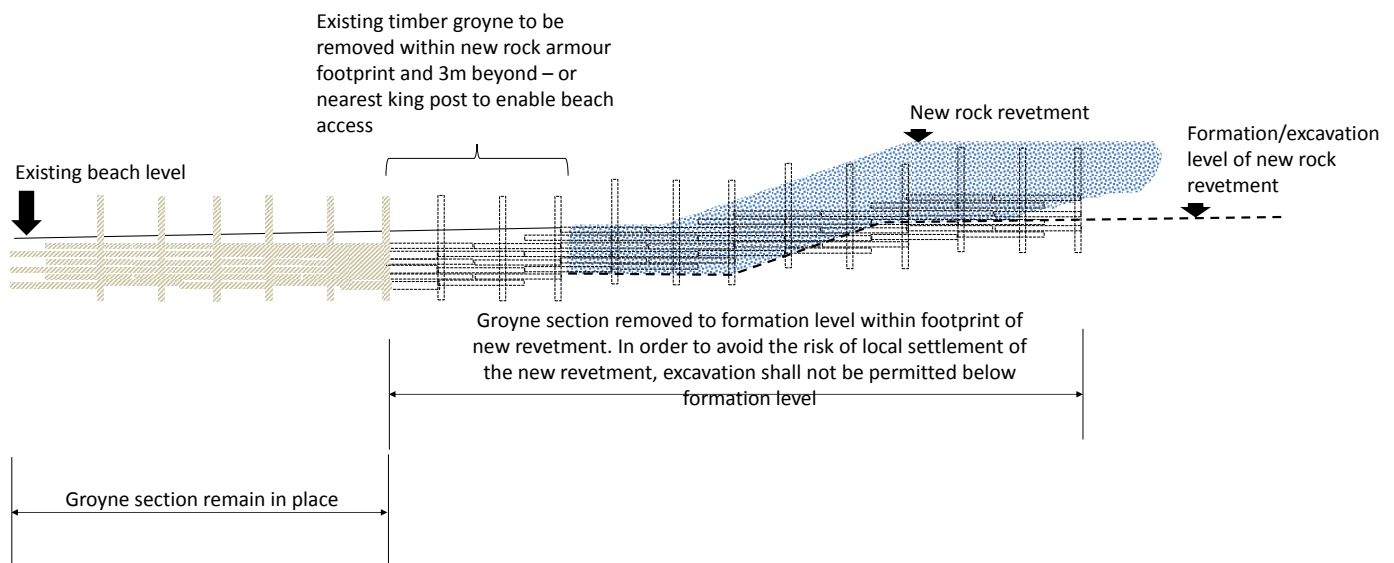 Existing timber groyne to be
removed within new rock armour
footprint and 3m beyond – or
nearest king post to enable beach
access
New rock revetment
Formation/excavation
level of new rock
revetment
Existing beach level
Groyne section removed to formation level within footprint of
new revetment. In order to avoid the risk of local settlement of
the new revetment, excavation shall not be permitted below
formation level
Groyne section remain in place